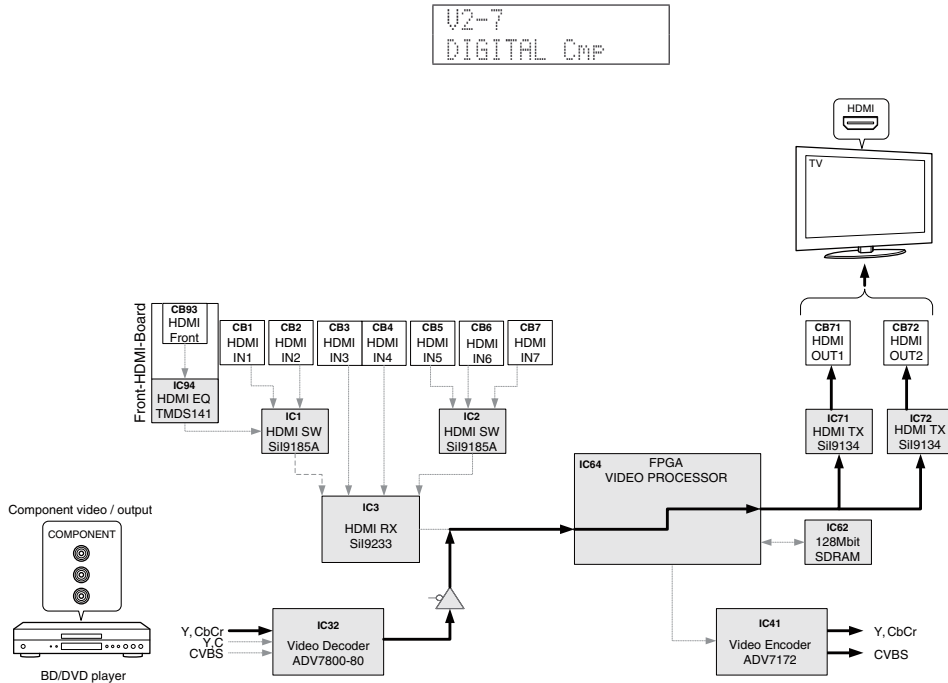 V2-7
DIGITAL Cmp
HDMI
TV
Front-HDMI-Board
CB93
HDMI
Front
CB1
HDMI
IN1
CB2
HDMI
IN2
CB3
HDMI
IN3
CB4
HDMI
IN4
CB5
HDMI
IN5
CB6
HDMI
IN6
CB7
HDMI
IN7
CB71
HDMI
OUT1
CB72
HDMI
OUT2
IC94
HDMI EQ
TMDS141
IC1
HDMI SW
SiI9185A
IC2
HDMI SW
SiI9185A
IC71
HDMI TX
SiI9134
IC72
HDMI TX
SiI9134
IC64
FPGA
VIDEO PROCESSOR
IC3
HDMI RX
SiI9233
IC62
128Mbit
SDRAM
Component video / output
COMPONENT
BD/DVD player
Y, CbCr
Y,C
CVBS
IC32
Video Decoder
ADV7800-80
IC41
Video Encoder
ADV7172
Y, CbCr
CVBS